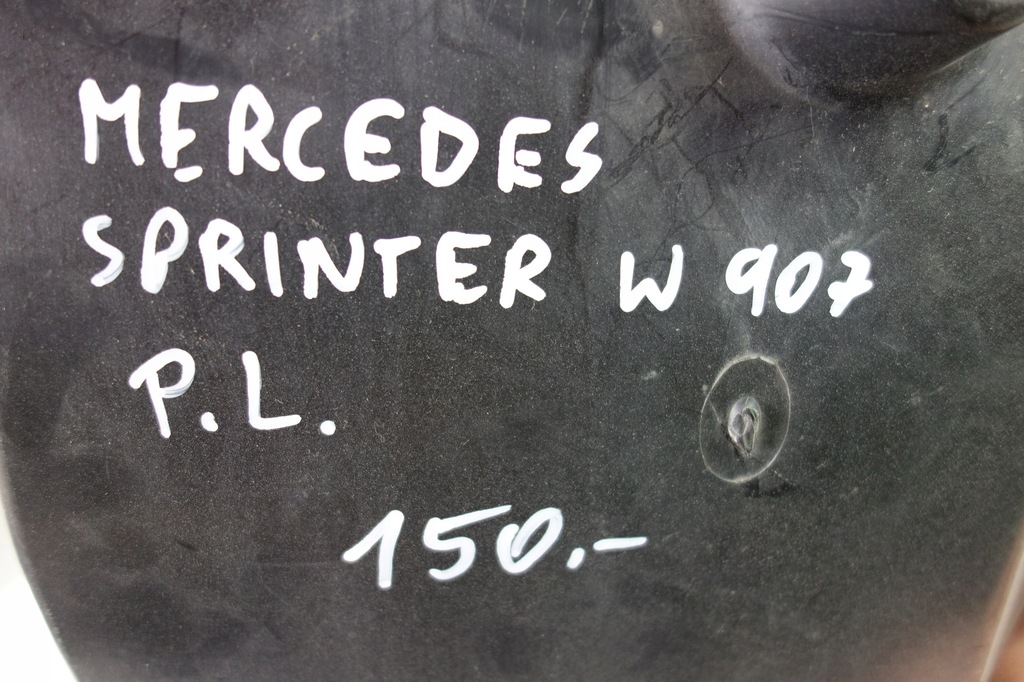 MERCEDES
SPRINTER W 907
P.L.
150.-